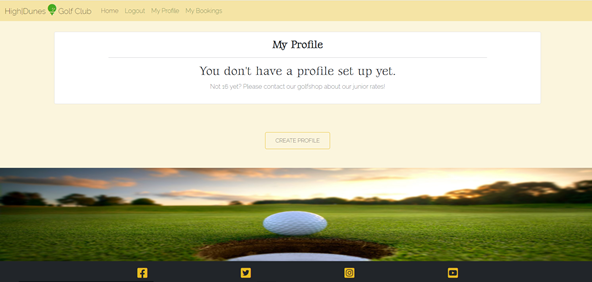 HighlDunes Golf Club Home Logout My Profile My Bookings
My Profile
You don't have a profile set up yet.
Not 16 yet? Please contact our golfshop about our junior rates!
CREATE PROFILE